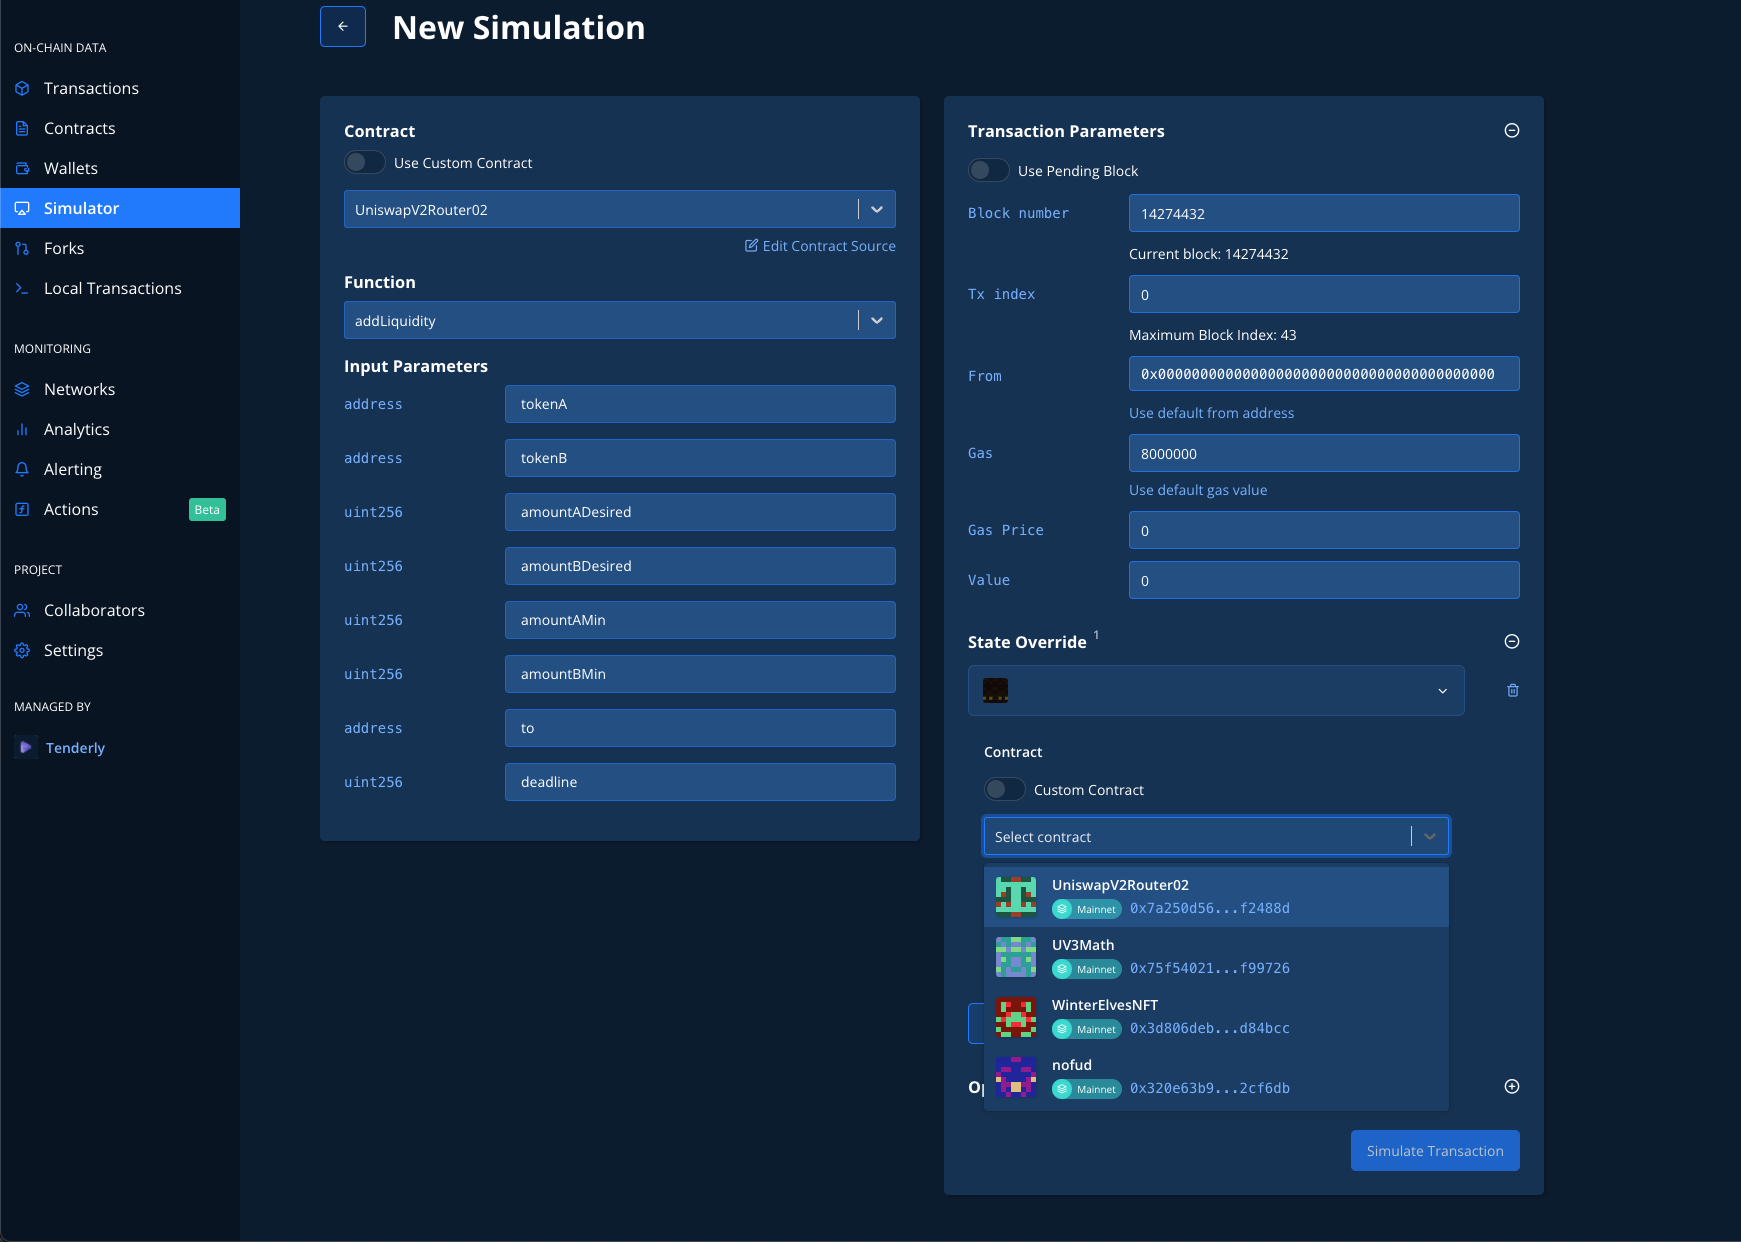 ON-CHAIN DATA
Transactions
Contracts
Wallets
Simulator
Forks
Local Transactions
MONITORING
Networks
Analytics
Alerting
Actions Beta
PROJECT
Collaborators
Settings
MANAGED BY
Tenderly
New Simulation
Contract
Use Custom Contract
UniswapV2Router02
Edit Contract Source
Function
addLiquidity
Input Parameters
address tokenA
address tokenB
uint256 amountADesired
uint256 amountBDesired
uint256 amountAMin
uint256 amountBMin
address to
uint256 deadline
Transaction Parameters
Use Pending Block
Block number 14274432
Current block: 14274432
Tx index 0
Maximum Block Index: 43
From 0x0000000000000000000000000000000000000000
Use default from address
Gas 8000000
Use default gas value
Gas Price 0
Value 0
State Override 1
Contract
Custom Contract
Select contract
UniswapV2Router02
Mainnet 0x7a250d56...f2488d
UV3Math
Mainnet 0x75f54021...f99726
WinterElvesNFT
Mainnet 0x3d806deb...d84bcc
nofud
Mainnet 0x320e63b9...2cf6db
Simulate Transaction